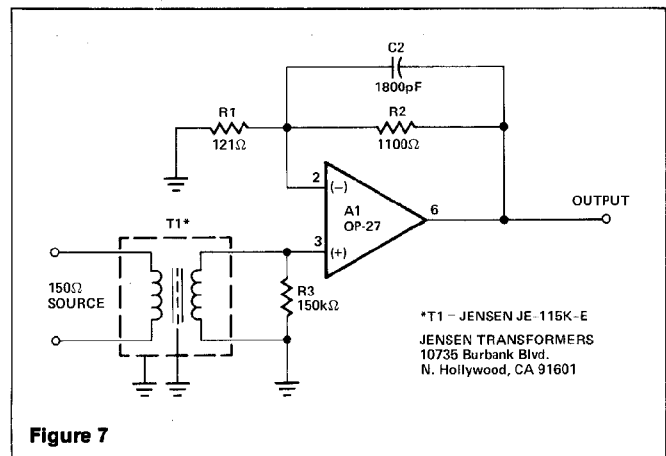 C2
1800pF
R1
121Ω
R2
1100Ω
2
(−)
A1
OP-27
6
OUTPUT
T1*
3
(+)
150Ω
SOURCE
R3
150kΩ
*T1 – JENSEN JE-115K-E
JENSEN TRANSFORMERS
10735 Burbank Blvd.
N. Hollywood, CA 91601
Figure 7